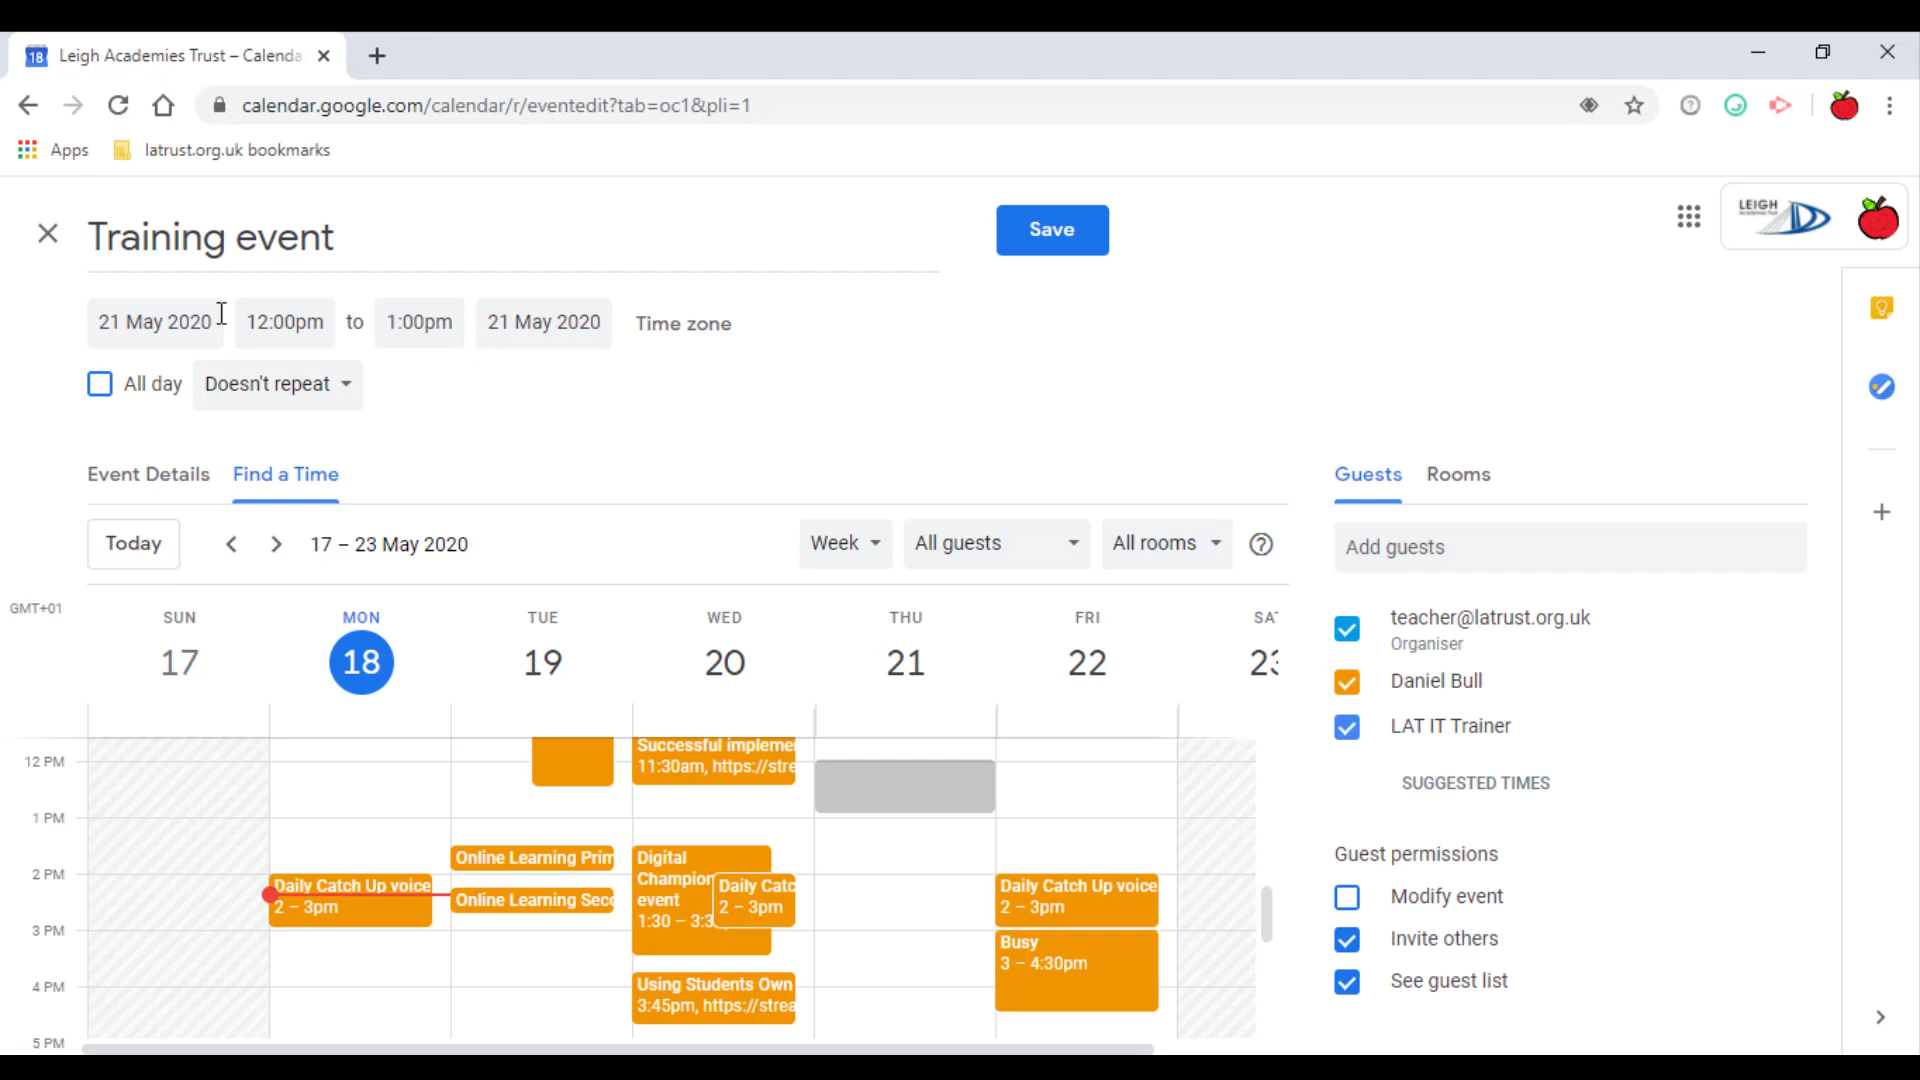 18 Leigh Academies Trust – Calenda
calendar.google.com/calendar/r/eventedit?tab=oc1&pli=1
Apps latrust.org.uk bookmarks
Training event
Save
LEIGH
21 May 2020 12:00pm to 1:00pm 21 May 2020 Time zone
All day Doesn't repeat
Event Details Find a Time
Guests Rooms
Today 17 – 23 May 2020 Week All guests All rooms
Add guests
GMT+01 SUN MON TUE WED THU FRI SAT
17 18 19 20 21 22 23
teacher@latrust.org.uk
Organiser
Daniel Bull
LAT IT Trainer
SUGGESTED TIMES
Guest permissions
Modify event
Invite others
See guest list
12 PM
1 PM
2 PM
3 PM
4 PM
5 PM
Daily Catch Up voice
2 – 3pm
Online Learning Prim
Online Learning Seco
Successful impleme
11:30am, https://stre
Digital
Champion
event
1:30 – 3:3
Daily Catc
2 – 3pm
Using Students Own
3:45pm, https://strea
Daily Catch Up voice
2 – 3pm
Busy
3 – 4:30pm